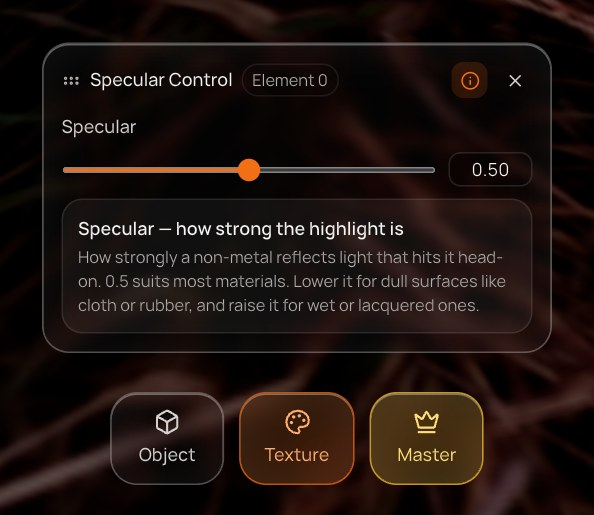 Specular Control Element 0
Specular
0.50
Specular — how strong the highlight is
How strongly a non-metal reflects light that hits it head-
on. 0.5 suits most materials. Lower it for dull surfaces like
cloth or rubber, and raise it for wet or lacquered ones.
Object Texture Master